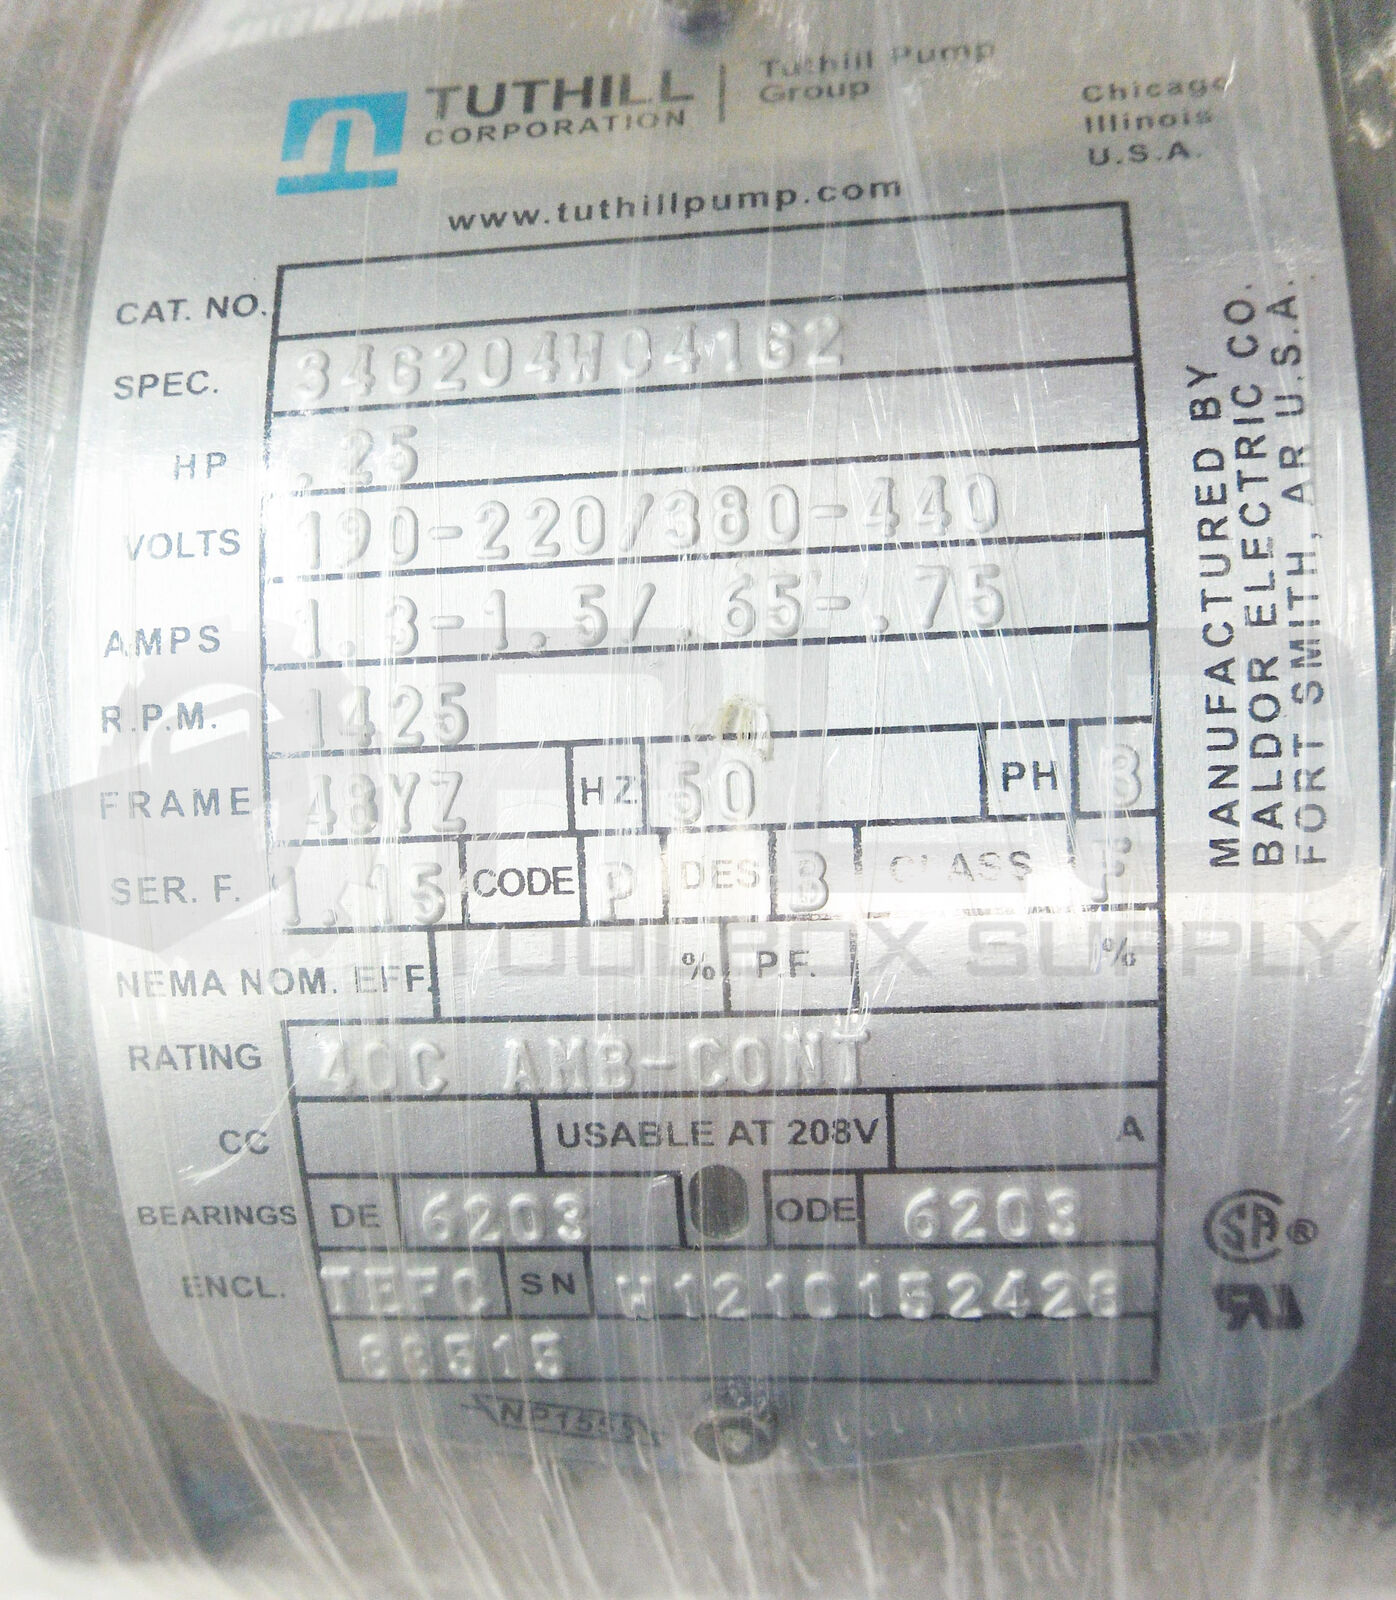 TUTHILL
CORPORATION
Tuthill Pump
Group
Chicago
Illinois
U.S.A.
www.tuthillpump.com
CAT. NO.
SPEC. 346204W04162
HP .25
VOLTS 190-220/380-440
AMPS 1.3-1.5/.65-.75
R.P.M. 1425
FRAME 48YZ HZ 50 PH 3
SER. F. 1.15 CODE P DES B CLASS F
NEMA NOM. EFF. % P.F. %
RATING 40C AMB-CONT
CC USABLE AT 208V A
BEARINGS DE 6203 ODE 6203
ENCL. TEFC SN W1210152428
MANUFACTURED BY
BALDOR ELECTRIC CO.
FORT SMITH, AR U.S.A.
SA ®
TOOLBOX SUPPLY